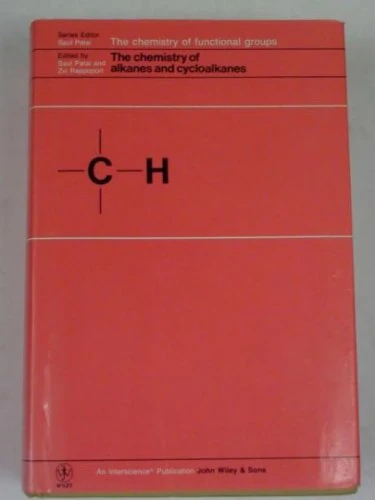 Series Editor
Saul Patai
The chemistry of functional groups
Edited by
Saul Patai and
Zvi Rappoport
The chemistry of
alkanes and cycloalkanes
C H
WILEY
An Interscience® Publication John Wiley & Sons